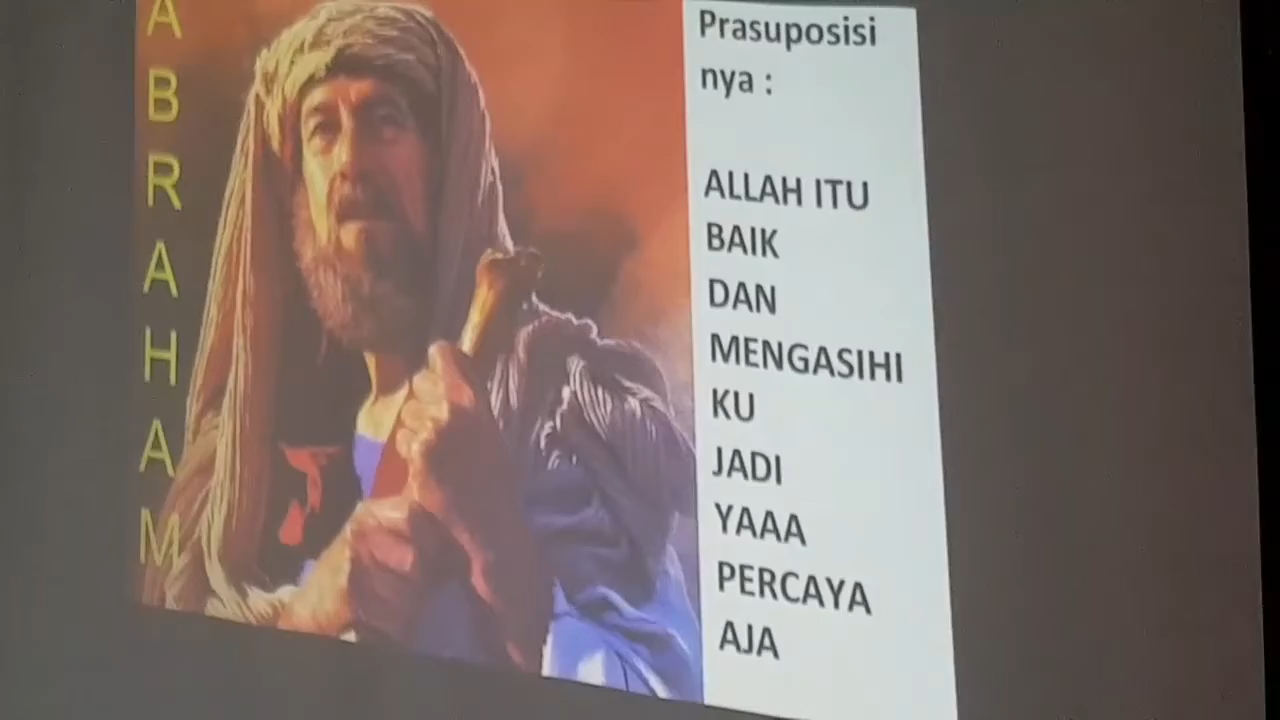 ABRAHAM
Prasuposisi
nya :
ALLAH ITU
BAIK
DAN
MENGASIHI
KU
JADI
YAAA
PERCAYA
AJA